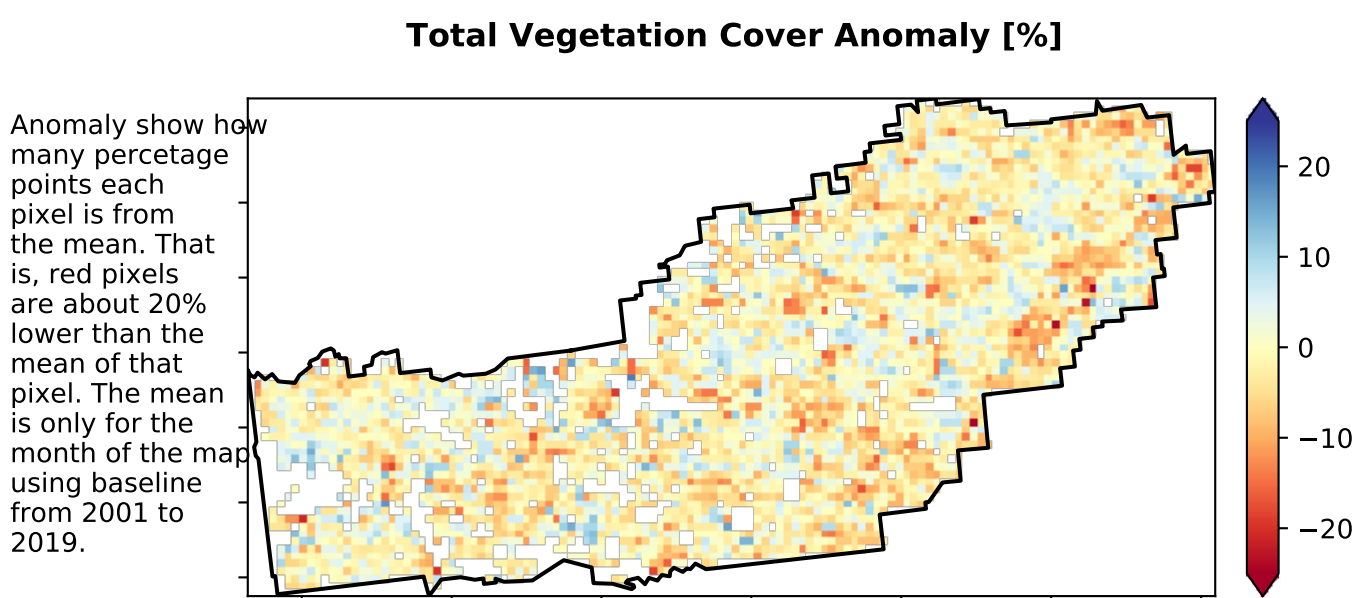 Total Vegetation Cover Anomaly [%]
Anomaly show how
many percetage
points each
pixel is from
the mean. That
is, red pixels
are about 20%
lower than the
mean of that
pixel. The mean
is only for the
month of the map
using baseline
from 2001 to
2019.
20
10
0
−10
−20